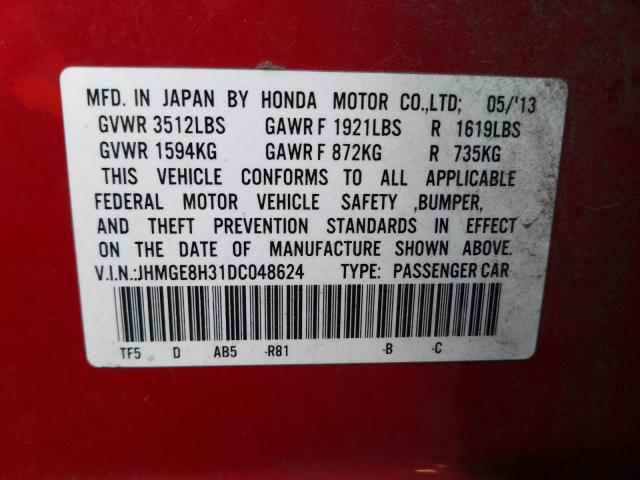 MFD. IN JAPAN BY HONDA MOTOR CO.,LTD; 05/'13
GVWR 3512LBS GAWR F 1921LBS R 1619LBS
GVWR 1594KG GAWR F 872KG R 735KG
THIS VEHICLE CONFORMS TO ALL APPLICABLE
FEDERAL MOTOR VEHICLE SAFETY ,BUMPER,
AND THEFT PREVENTION STANDARDS IN EFFECT
ON THE DATE OF MANUFACTURE SHOWN ABOVE.
V.I.N.:JHMGE8H31DC048624 TYPE: PASSENGER CAR
TF5 D AB5 -R81 -B -C